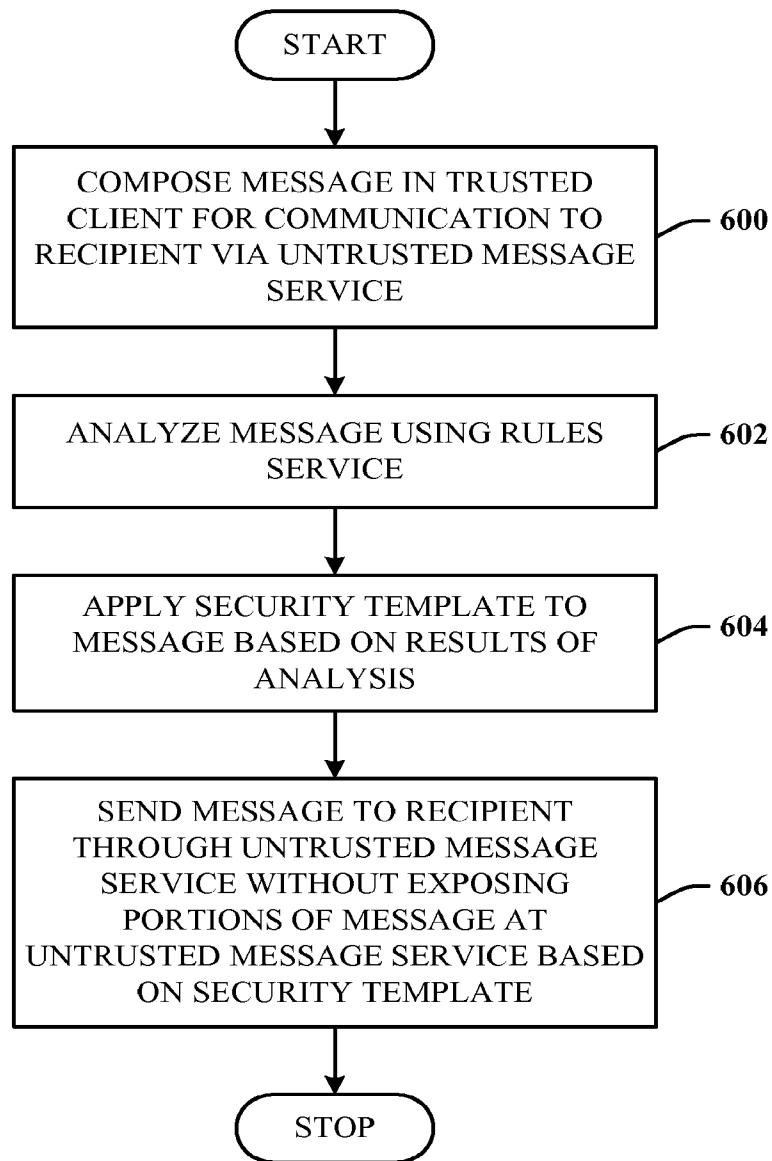 START
COMPOSE MESSAGE IN TRUSTED
CLIENT FOR COMMUNICATION TO
RECIPIENT VIA UNTRUSTED MESSAGE
SERVICE
600
ANALYZE MESSAGE USING RULES
SERVICE
602
APPLY SECURITY TEMPLATE TO
MESSAGE BASED ON RESULTS OF
ANALYSIS
604
SEND MESSAGE TO RECIPIENT
THROUGH UNTRUSTED MESSAGE
SERVICE WITHOUT EXPOSING
PORTIONS OF MESSAGE AT
UNTRUSTED MESSAGE SERVICE BASED
ON SECURITY TEMPLATE
606
STOP